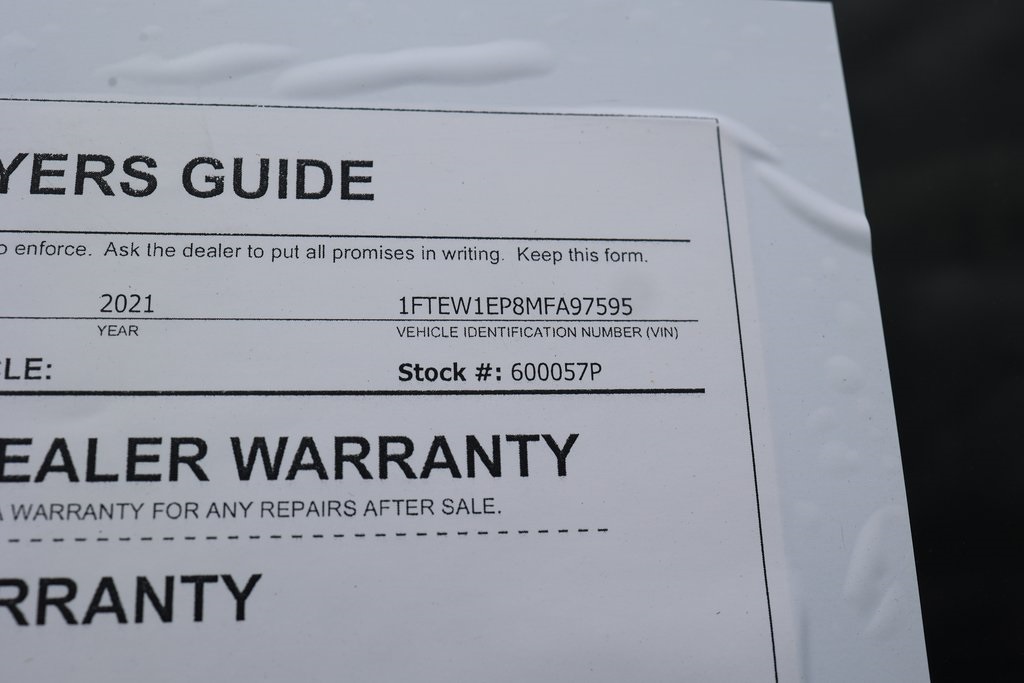 YERS GUIDE
o enforce. Ask the dealer to put all promises in writing. Keep this form.
2021 1FTEW1EP8MFA97595
YEAR VEHICLE IDENTIFICATION NUMBER (VIN)
CLE: Stock #: 600057P
EALER WARRANTY
A WARRANTY FOR ANY REPAIRS AFTER SALE.
RRANTY